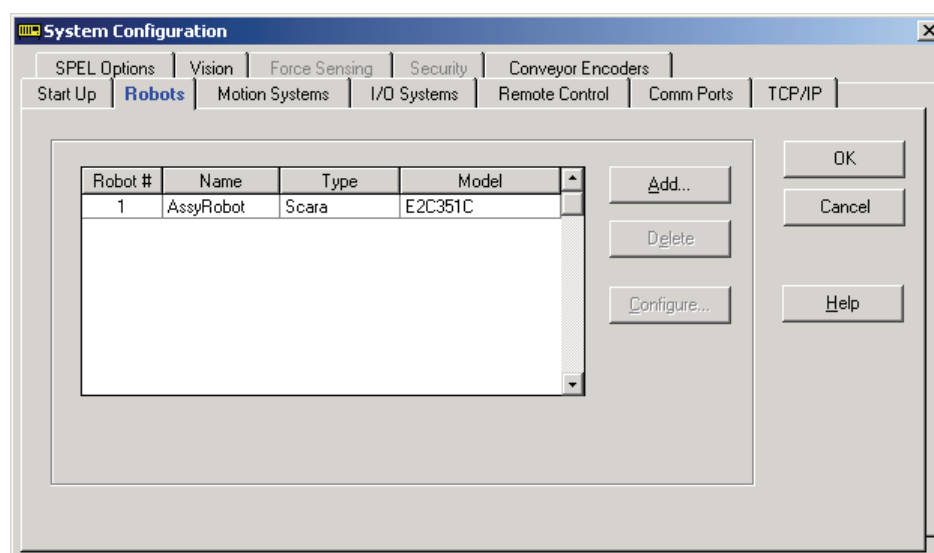 System Configuration
SPEL Options Vision Force Sensing Security Conveyor Encoders
Start Up Robots Motion Systems I/O Systems Remote Control Comm Ports TCP/IP
Robot # Name Type Model
1 AssyRobot Scara E2C351C
Add...
Delete
Configure...
OK
Cancel
Help